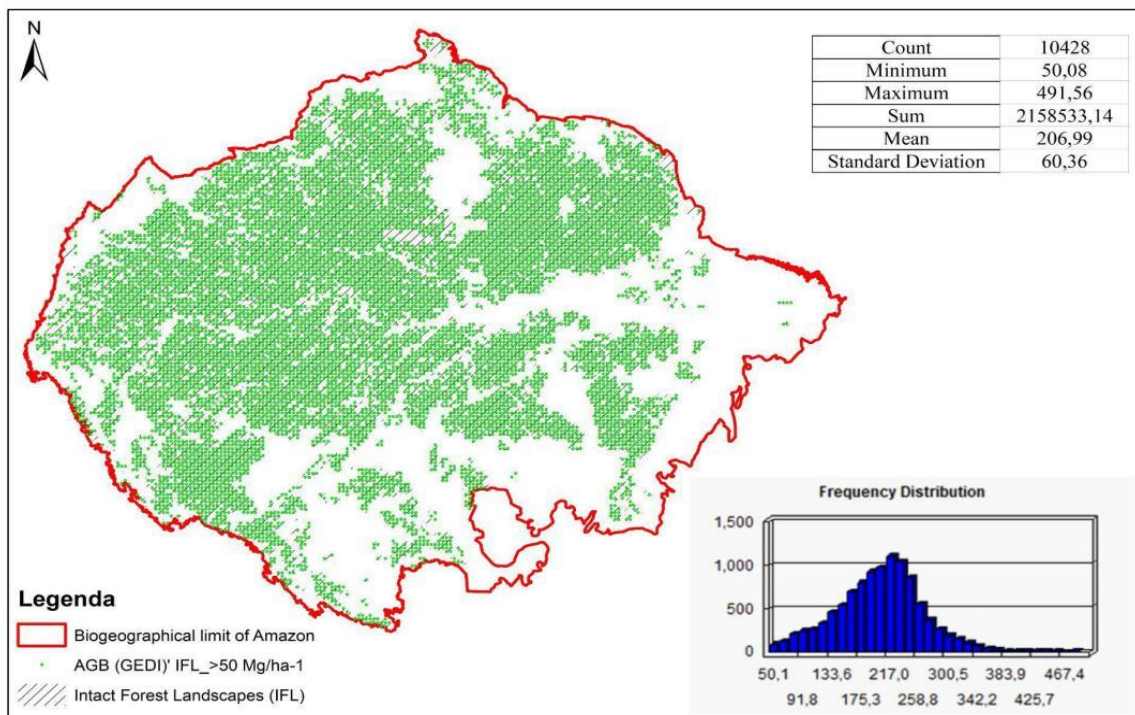 N
Count 10428
Minimum 50,08
Maximum 491,56
Sum 2158533,14
Mean 206,99
Standard Deviation 60,36
Legenda
Biogeographical limit of Amazon
AGB (GEDI)' IFL_>50 Mg/ha-1
Intact Forest Landscapes (IFL)
Frequency Distribution
1,500
1,000
500
0
50,1 133,6 217,0 300,5 383,9 467,4
91,8 175,3 258,8 342,2 425,7